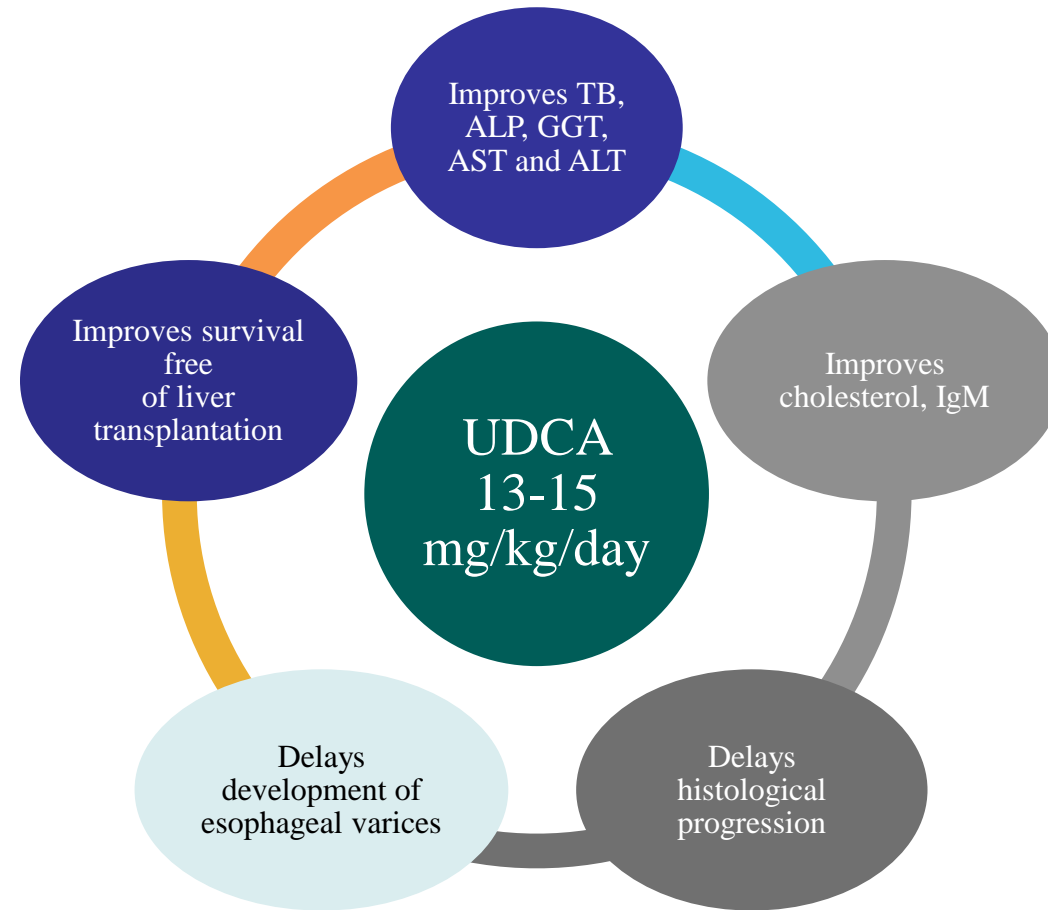 Improves TB,
ALP, GGT,
AST and ALT
Improves survival
free
of liver
transplantation
Improves
cholesterol, IgM
UDCA
13-15
mg/kg/day
Delays
development of
esophageal varices
Delays
histological
progression